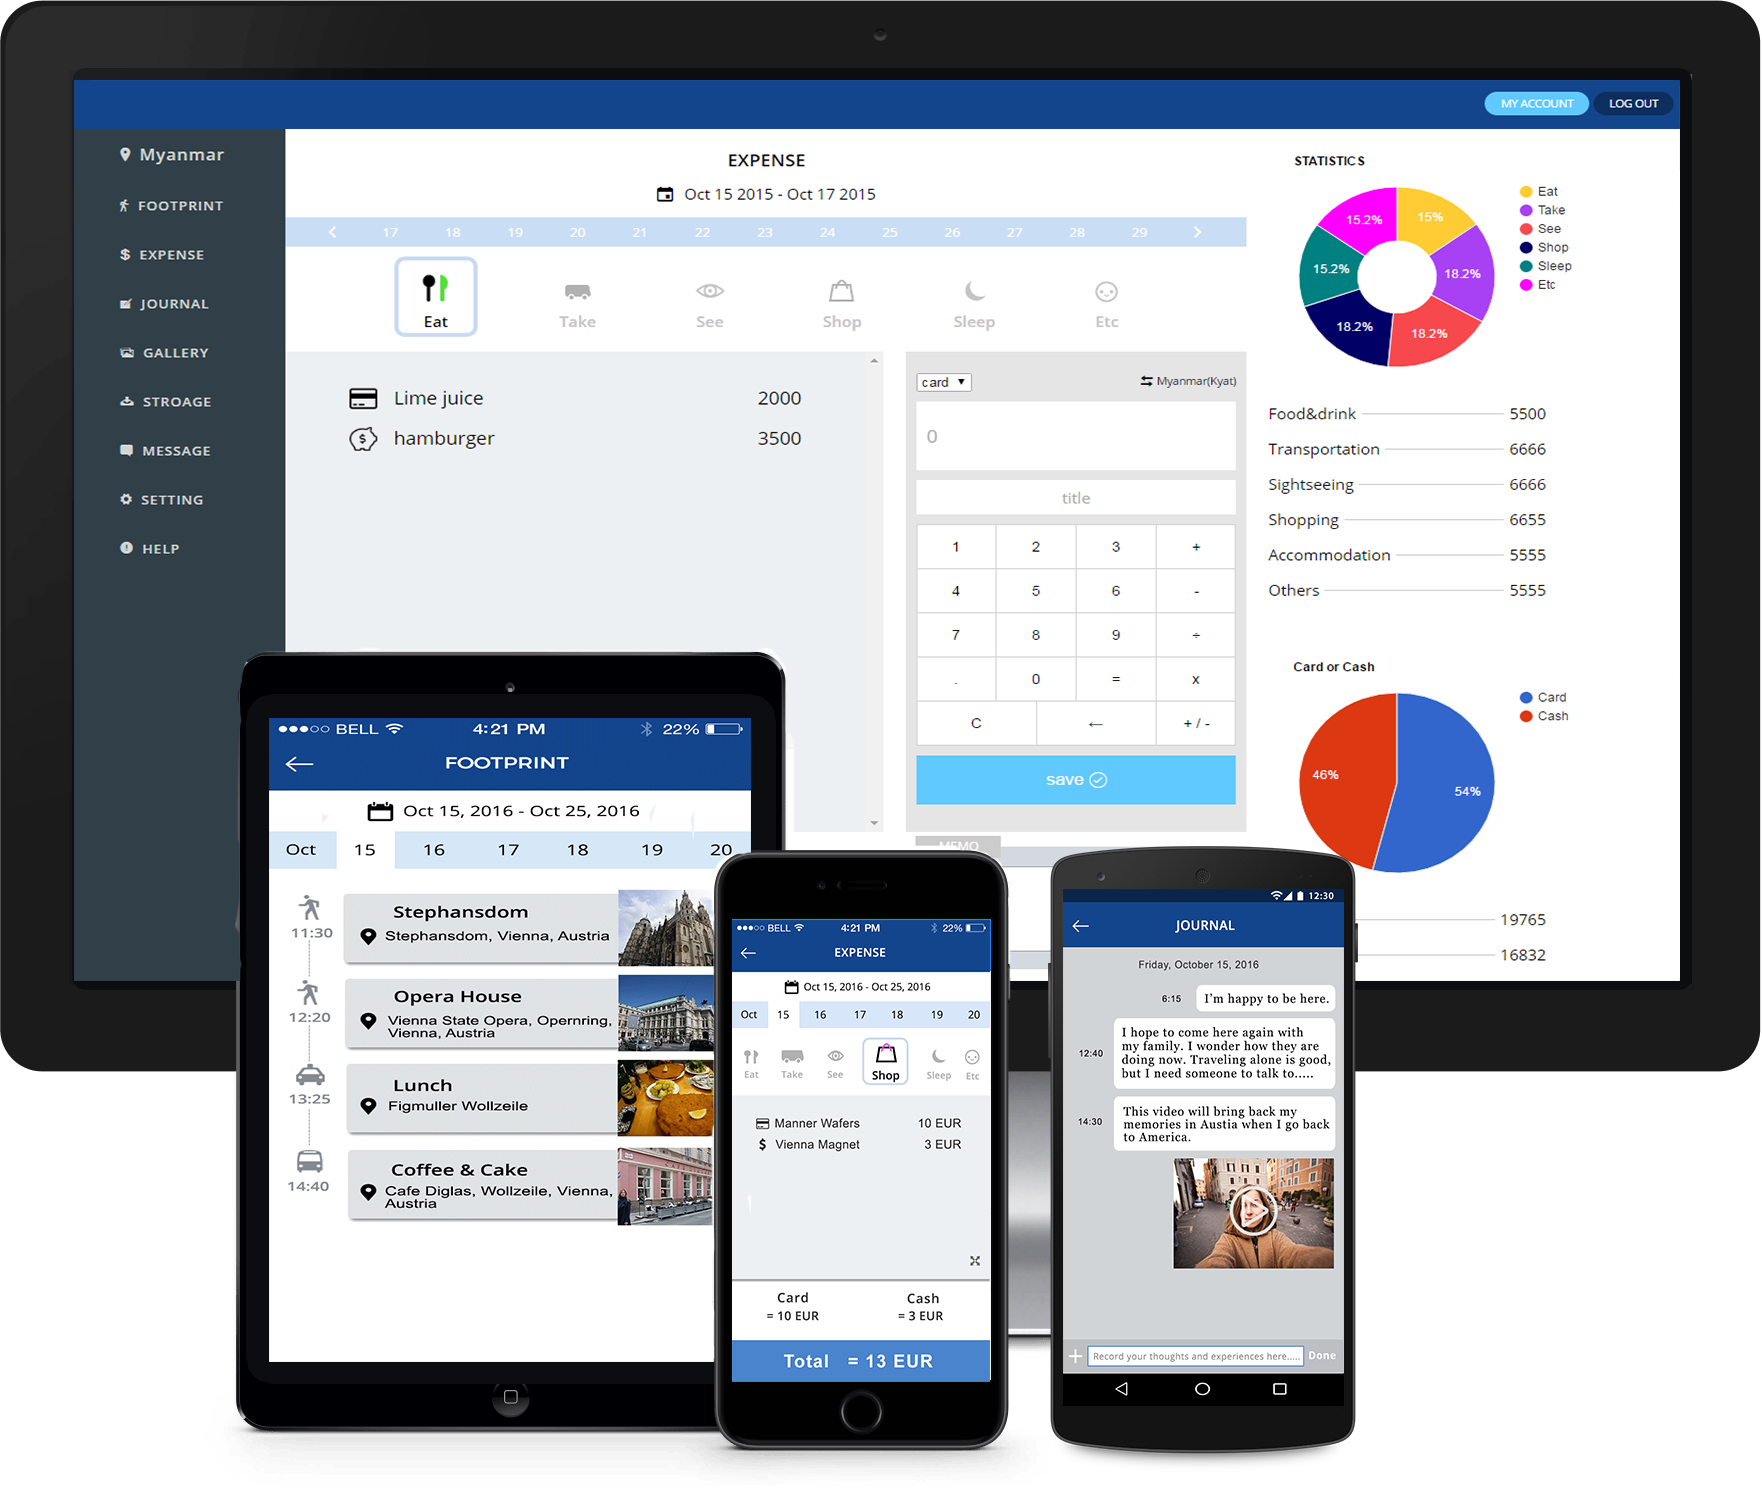 MY ACCOUNT
LOG OUT
Myanmar
FOOTPRINT
EXPENSE
JOURNAL
GALLERY
STROAGE
MESSAGE
SETTING
HELP
EXPENSE
Oct 15 2015 - Oct 17 2015
17 18 19 20 21 22 23 24 25 26 27 28 29
Eat Take See Shop Sleep Etc
Lime juice 2000
hamburger 3500
card
Myanmar(Kyat)
0
title
1 2 3 +
4 5 6 -
7 8 9 ÷
. 0 = x
C ← + / -
save
MEMO
STATISTICS
15.2% 15%
15.2% 18.2%
18.2% 18.2%
Eat
Take
See
Shop
Sleep
Etc
Food&drink 5500
Transportation 6666
Sightseeing 6666
Shopping 6655
Accommodation 5555
Others 5555
Card or Cash
46%
54%
Card
Cash
19765
16832
BELL 4:21 PM 22%
FOOTPRINT
Oct 15, 2016 - Oct 25, 2016
Oct 15 16 17 18 19 20
11:30
Stephansdom
Stephansdom, Vienna, Austria
12:20
Opera House
Vienna State Opera, Opernring,
Vienna, Austria
13:25
Lunch
Figmuller Wollzeile
14:40
Coffee & Cake
Cafe Diglas, Wollzeile, Vienna,
Austria
BELL 4:21 PM 22%
EXPENSE
Oct 15, 2016 - Oct 25, 2016
Oct 15 16 17 18 19 20
Eat Take See Shop Sleep Etc
Manner Wafers 10 EUR
$ Vienna Magnet 3 EUR
Card Cash
= 10 EUR = 3 EUR
Total = 13 EUR
12:30
JOURNAL
Friday, October 15, 2016
6:15 I'm happy to be here.
12:40
I hope to come here again with
my family. I wonder how they are
doing now. Traveling alone is good,
but I need someone to talk to.....
14:30
This video will bring back my
memories in Austia when I go back
to America.
Record your thoughts and experiences here.....
Done